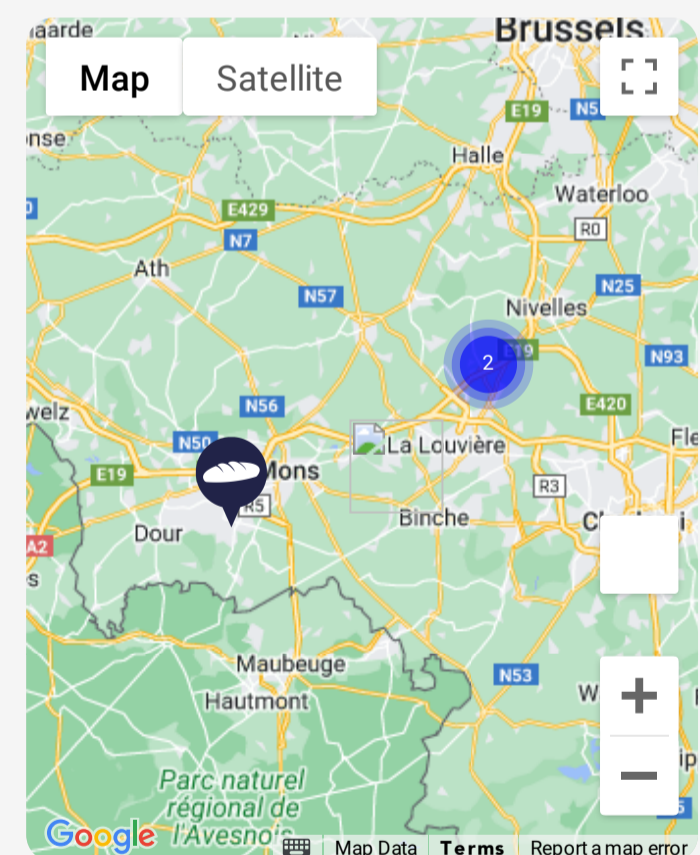 Brussels
Map
Satellite
E19
Halle
Waterloo
E429
R0
N7
Ath
N25
N57
Nivelles
2
E19
N93
N56
E420
N50
La Louvière
Mons
E19
R3
R5
Binche
Dour
A2
Maubeuge
N53
Hautmont
Parc naturel
régional de
l'Avesnois
Google
Map Data
Terms
Report a map error